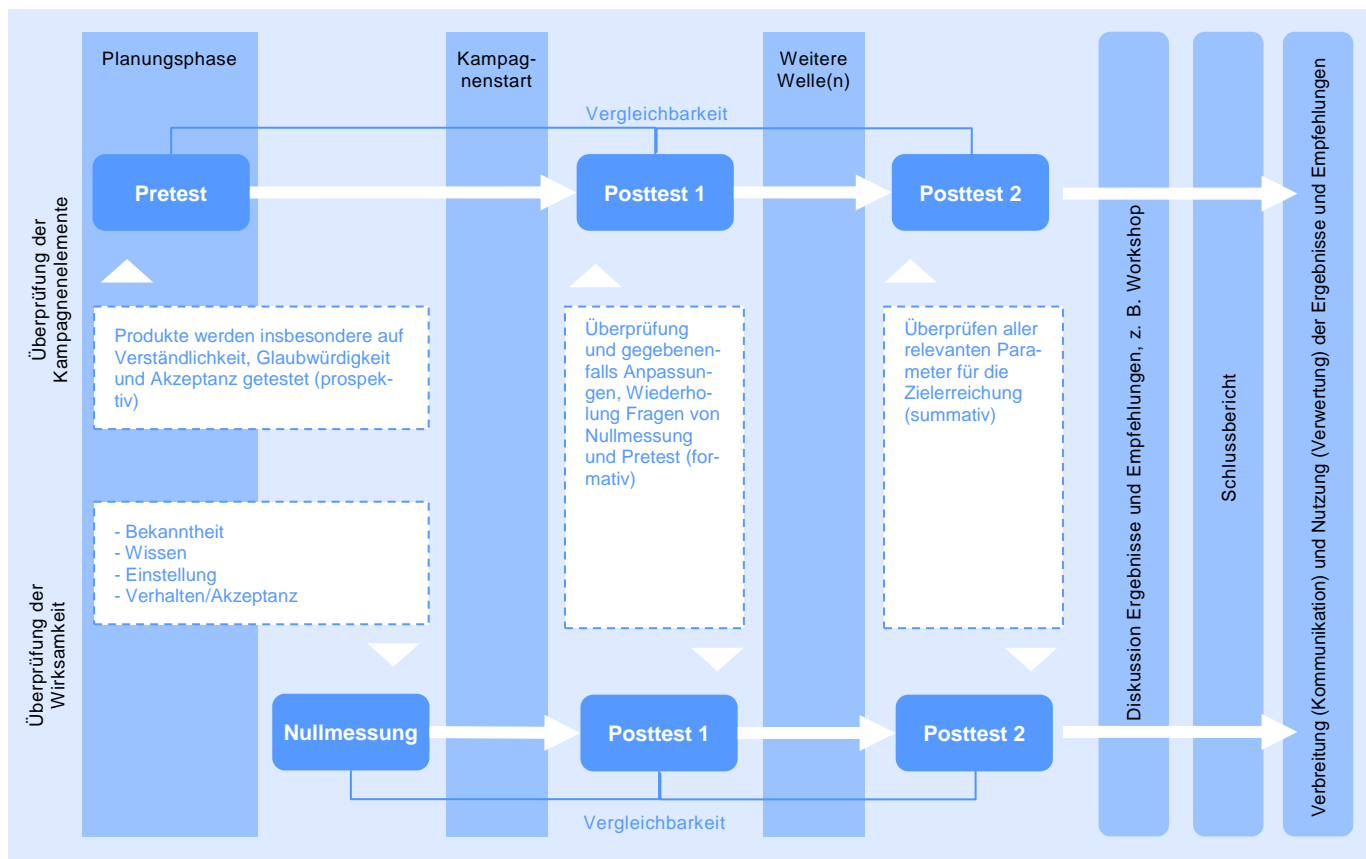 Planungsphase
Kampag-
nenstart
Weitere
Welle(n)
Vergleichbarkeit
Überprüfung der
Kampagnenelemente
Pretest
Posttest 1
Posttest 2
Produkte werden insbesondere auf
Verständlichkeit, Glaubwürdigkeit
und Akzeptanz getestet (prospek-
tiv)
Überprüfung
und gegebenen-
falls Anpassun-
gen, Wiederho-
lung Fragen von
Nullmessung
und Pretest (for-
mativ)
Überprüfen aller
relevanten Para-
meter für die
Zielerreichung
(summativ)
Überprüfung der
Wirksamkeit
- Bekanntheit
- Wissen
- Einstellung
- Verhalten/Akzeptanz
Nullmessung
Posttest 1
Posttest 2
Vergleichbarkeit
Diskussion Ergebnisse und Empfehlungen, z. B. Workshop
Schlussbericht
Verbreitung (Kommunikation) und Nutzung (Verwertung) der Ergebnisse und Empfehlungen